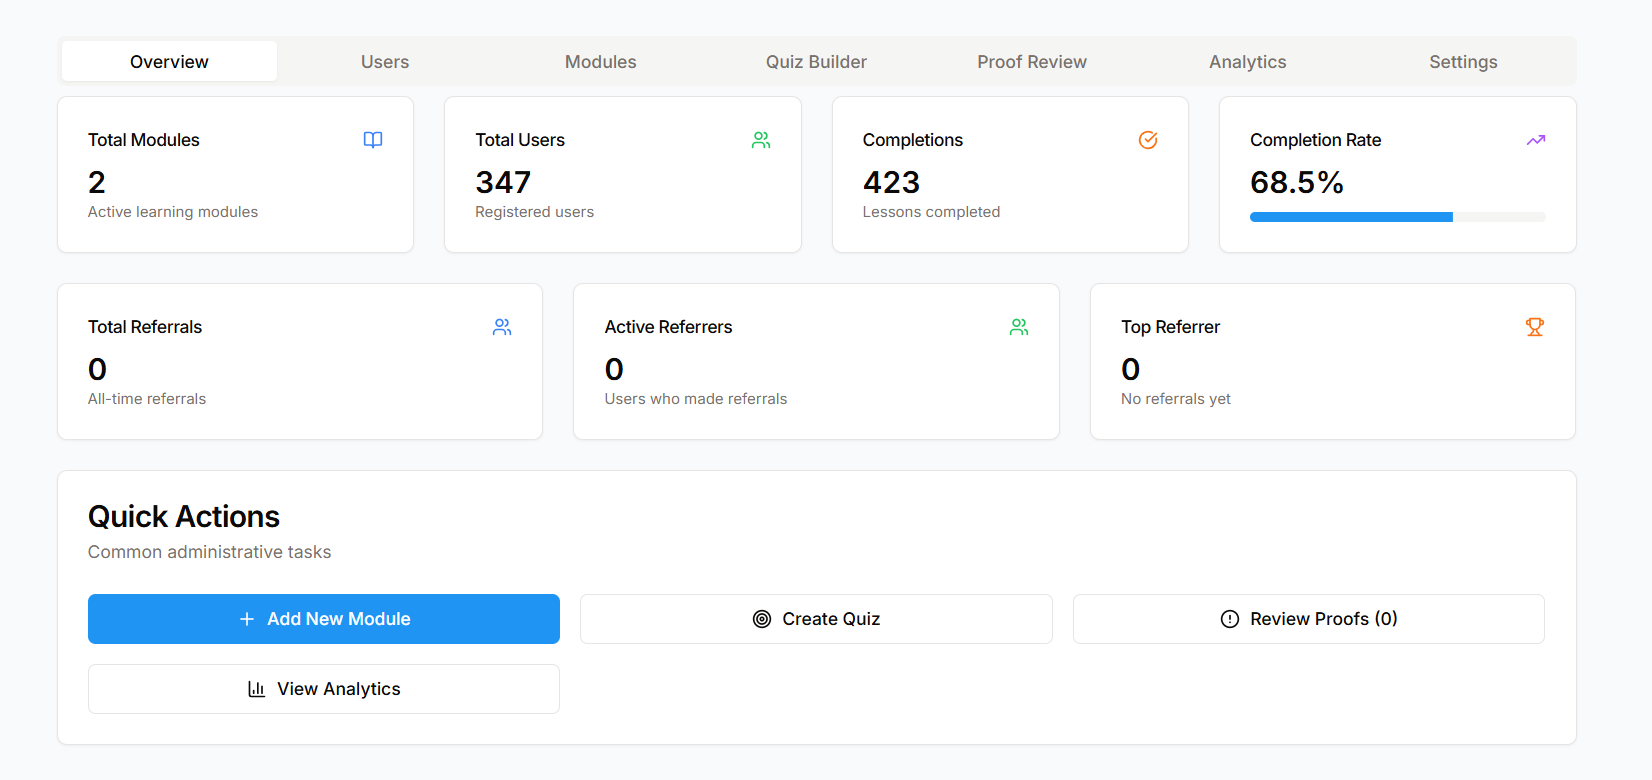 Overview
Users
Modules
Quiz Builder
Proof Review
Analytics
Settings
Total Modules
2
Active learning modules
Total Users
347
Registered users
Completions
423
Lessons completed
Completion Rate
68.5%
Total Referrals
0
All-time referrals
Active Referrers
0
Users who made referrals
Top Referrer
0
No referrals yet
Quick Actions
Common administrative tasks
Add New Module
Create Quiz
Review Proofs (0)
View Analytics